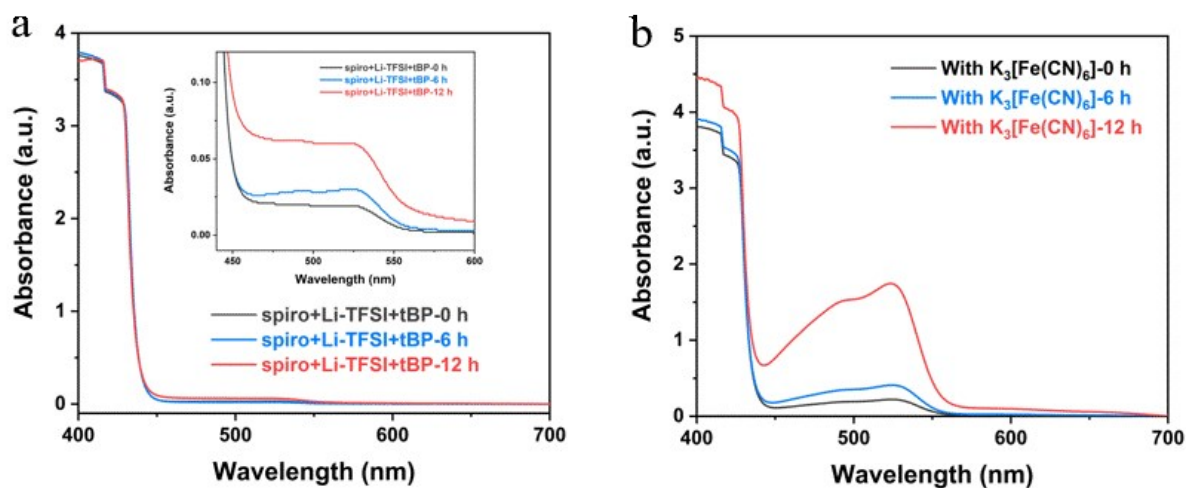 a
4
3
2
1
0
Absorbance (a.u.)
400
500
600
700
Wavelength (nm)
0.10
0.05
0.00
Absorbance (a.u.)
450
500
550
600
Wavelength (nm)
spiro+Li-TFSI+tBP-0 h
spiro+Li-TFSI+tBP-6 h
spiro+Li-TFSI+tBP-12 h
spiro+Li-TFSI+tBP-0 h
spiro+Li-TFSI+tBP-6 h
spiro+Li-TFSI+tBP-12 h
b
5
4
3
2
1
0
Absorbance (a.u.)
400
500
600
700
Wavelength (nm)
With K₃[Fe(CN)₆]-0 h
With K₃[Fe(CN)₆]-6 h
With K₃[Fe(CN)₆]-12 h